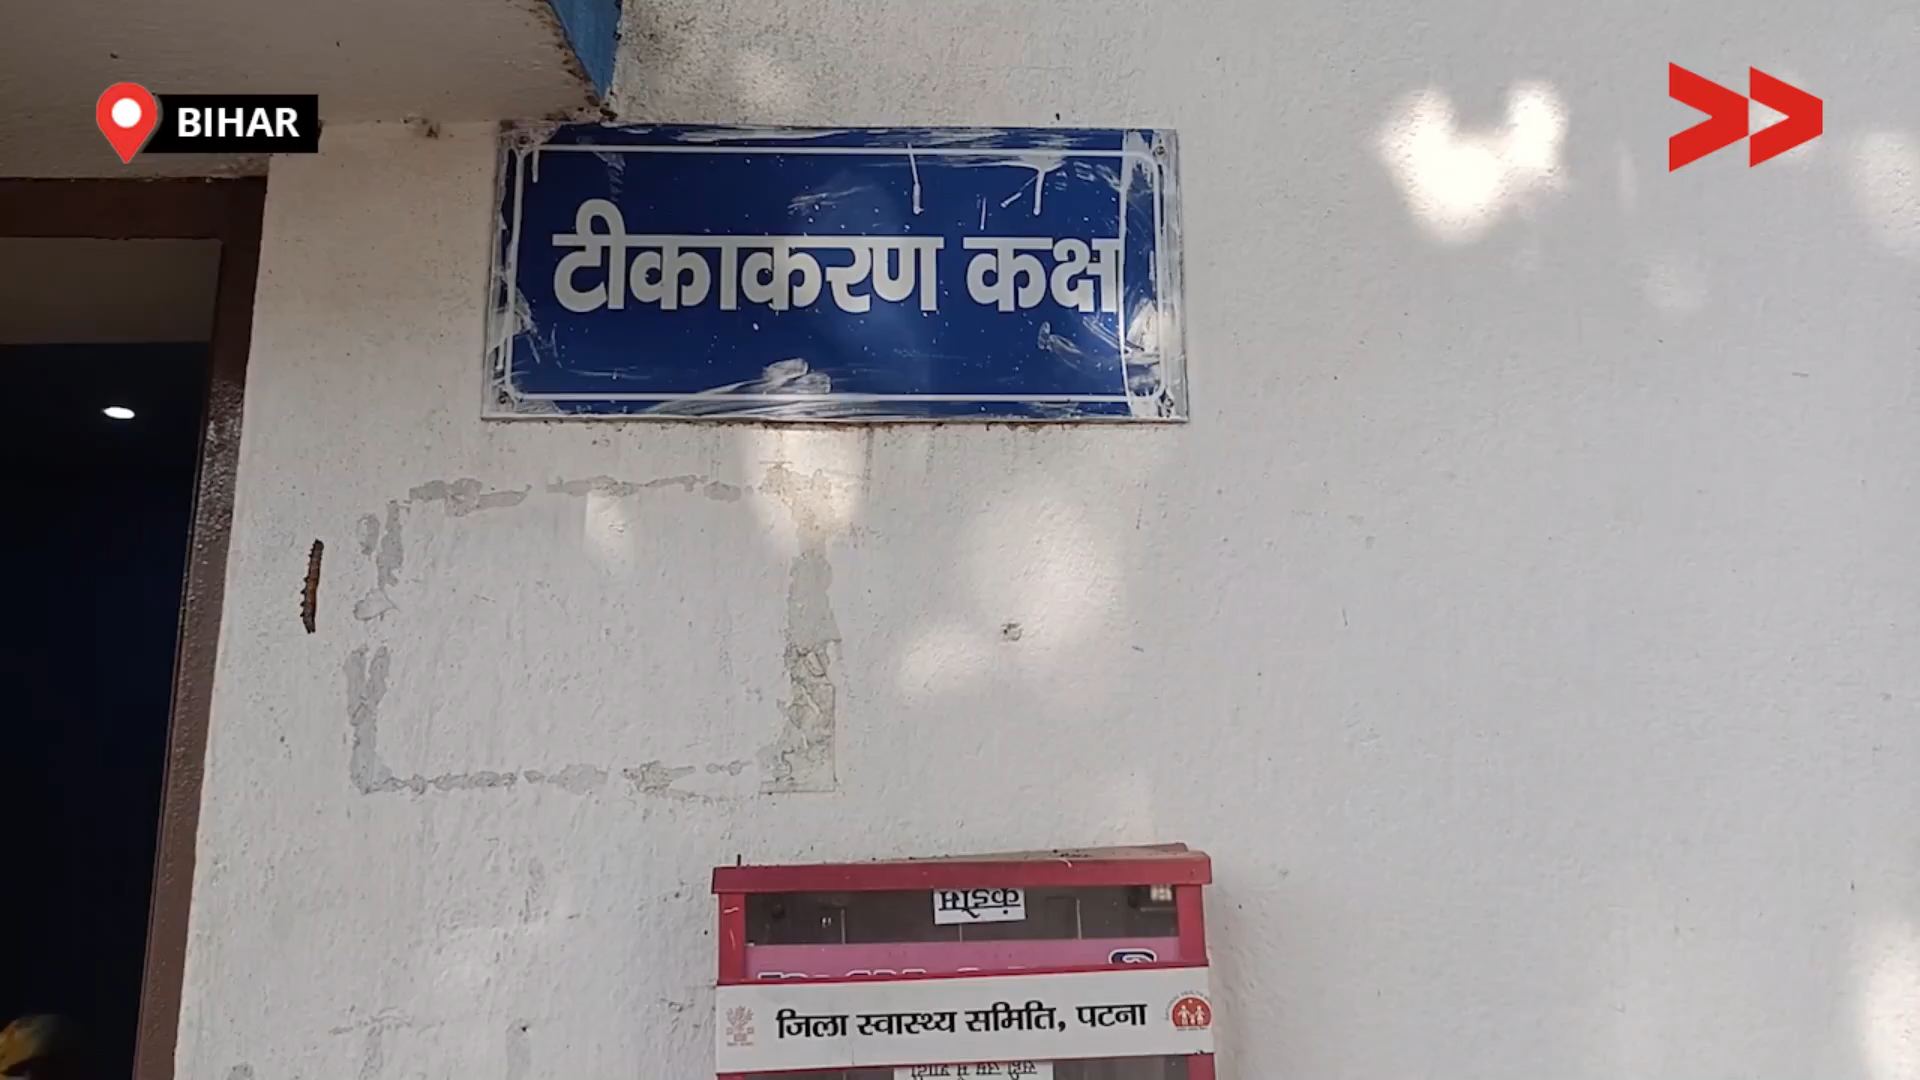 BIHAR
टीकाकरण कक्ष
कंडोम
जिला स्वास्थ्य समिति, पटना